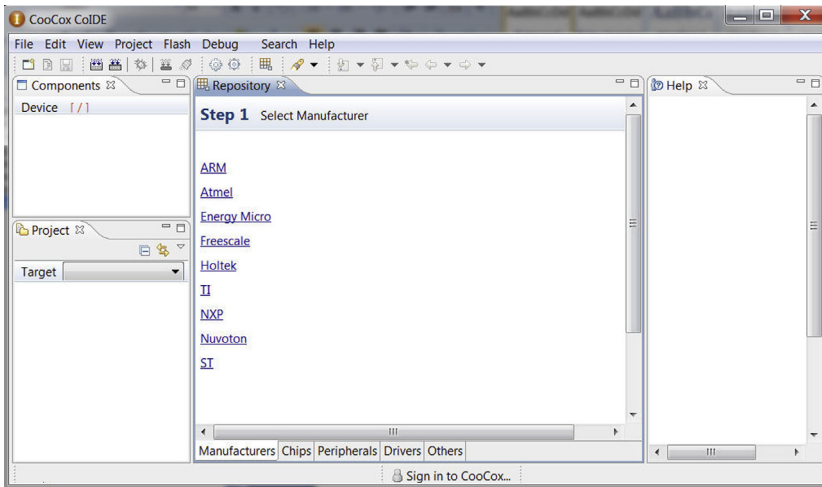 CooCox CoIDE
File Edit View Project Flash Debug Search Help
Components
Device [/]
Project
Target
Repository
Step 1 Select Manufacturer
ARM
Atmel
Energy Micro
Freescale
Holtek
TI
NXP
Nuvoton
ST
Manufacturers Chips Peripherals Drivers Others
Help
Sign in to CooCox...